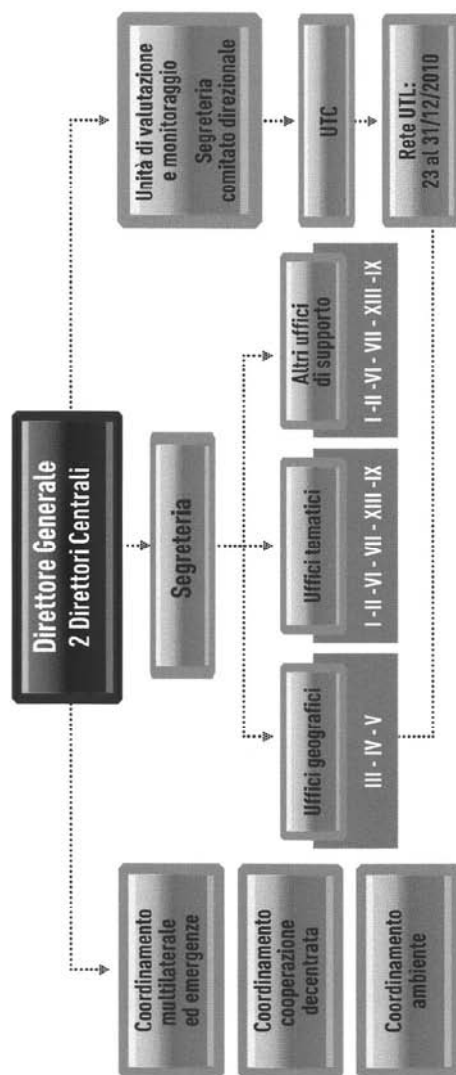 Direttore Generale
2 Direttori Centrali
Segreteria
Coordinamento
multilaterale
ed emergenze
Coordinamento
cooperazione
decentrata
Coordinamento
ambiente
Uffici geografici
III - IV - V
Uffici tematici
I -II -VI - VII - XIII -IX
Altri uffici
di supporto
I -II -VI - VII - XIII -IX
Unità di valutazione
e monitoraggio
Segreteria
comitato direzionale
UTC
Rete UTL:
23 al 31/12/2010